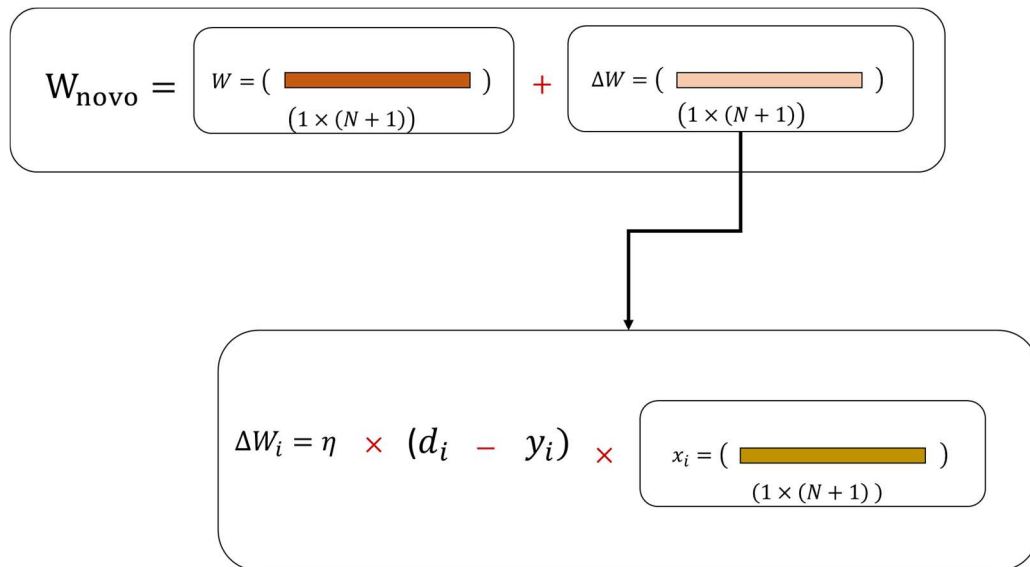 W_novo = W = ( ) + ΔW = ( )
(1 × (N + 1)) (1 × (N + 1))
ΔW_i = η × (d_i − y_i) × x_i = ( )
(1 × (N + 1) )